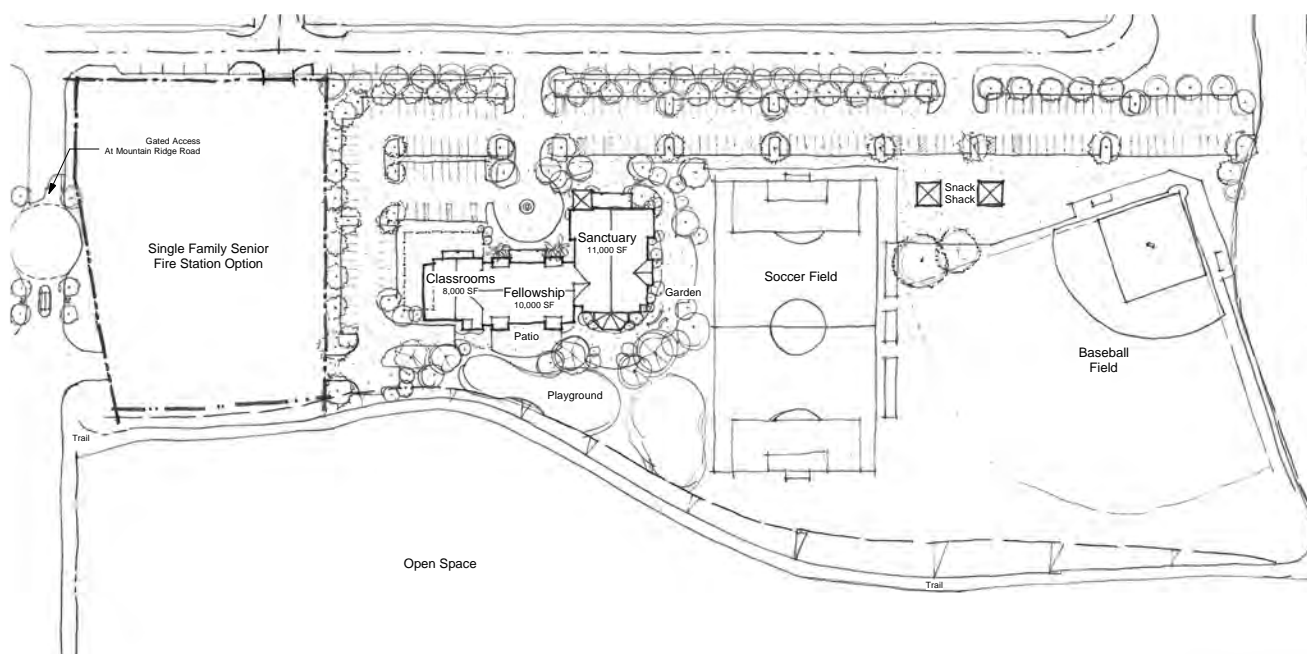 Gated Access
At Mountain Ridge Road
Single Family Senior
Fire Station Option
Snack
Shack
Sanctuary
11,000 SF
Classrooms
8,000 SF
Fellowship
10,000 SF
Garden
Soccer Field
Patio
Baseball
Field
Playground
Trail
Open Space
Trail